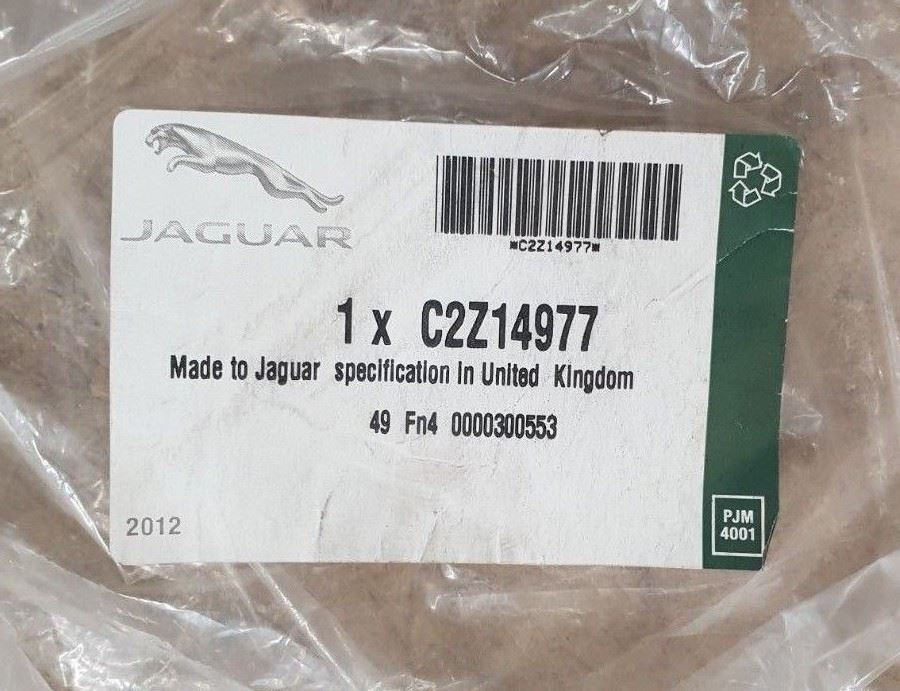 JAGUAR
*C2Z14977*
1 x C2Z14977
Made to Jaguar specification in United Kingdom
49 Fn4 0000300553
2012
PJM
4001